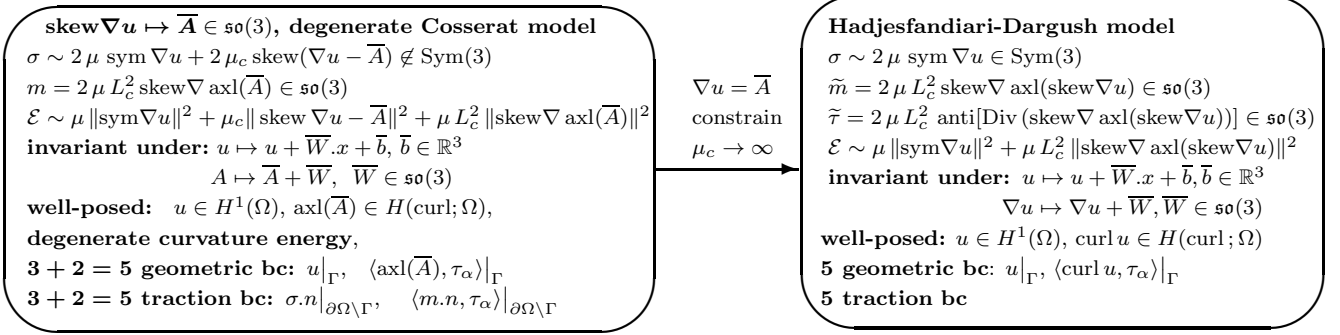 skew∇u ↦ A̅ ∈ 𝔰𝔬(3), degenerate Cosserat model
σ ∼ 2 μ sym ∇u + 2 μ_c skew(∇u − A̅) ∉ Sym(3)
m = 2 μ L_c^2 skew∇ axl(A̅) ∈ 𝔰𝔬(3)
ℰ ∼ μ ‖sym∇u‖² + μ_c‖ skew ∇u − A̅‖² + μ L_c^2 ‖skew∇ axl(A̅)‖²
invariant under: u ↦ u + W̅.x + b̅, b̅ ∈ ℝ³
A ↦ A̅ + W̅, W̅ ∈ 𝔰𝔬(3)
well-posed: u ∈ H¹(Ω), axl(A̅) ∈ H(curl; Ω),
degenerate curvature energy,
3 + 2 = 5 geometric bc: u|_Γ, ⟨axl(A̅), τ_α⟩|_Γ
3 + 2 = 5 traction bc: σ.n|_{∂Ω\Γ}, ⟨m.n, τ_α⟩|_{∂Ω\Γ}
∇u = A̅
constrain
μ_c → ∞
Hadjesfandiari-Dargush model
σ ∼ 2 μ sym ∇u ∈ Sym(3)
m̃ = 2 μ L_c^2 skew∇ axl(skew∇u) ∈ 𝔰𝔬(3)
τ̃ = 2 μ L_c^2 anti[Div (skew∇ axl(skew∇u))] ∈ 𝔰𝔬(3)
ℰ ∼ μ ‖sym∇u‖² + μ L_c^2 ‖skew∇ axl(skew∇u)‖²
invariant under: u ↦ u + W̅.x + b̅, b̅ ∈ ℝ³
∇u ↦ ∇u + W̅, W̅ ∈ 𝔰𝔬(3)
well-posed: u ∈ H¹(Ω), curl u ∈ H(curl ; Ω)
5 geometric bc: u|_Γ, ⟨curl u, τ_α⟩|_Γ
5 traction bc